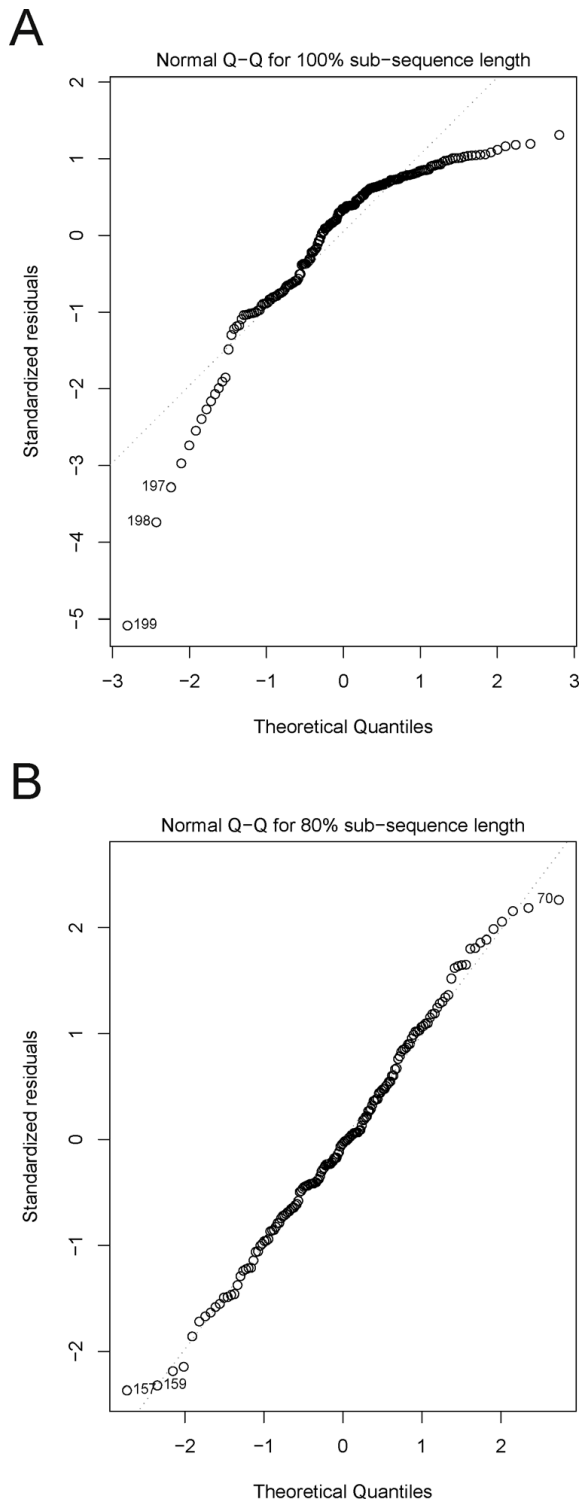 A
Normal Q−Q for 100% sub−sequence length
2
1
0
−1
−2
−3
−4
−5
Standardized residuals
197
198
199
−3 −2 −1 0 1 2 3
Theoretical Quantiles
B
Normal Q−Q for 80% sub−sequence length
2
1
0
−1
−2
Standardized residuals
70
157
159
−2 −1 0 1 2
Theoretical Quantiles